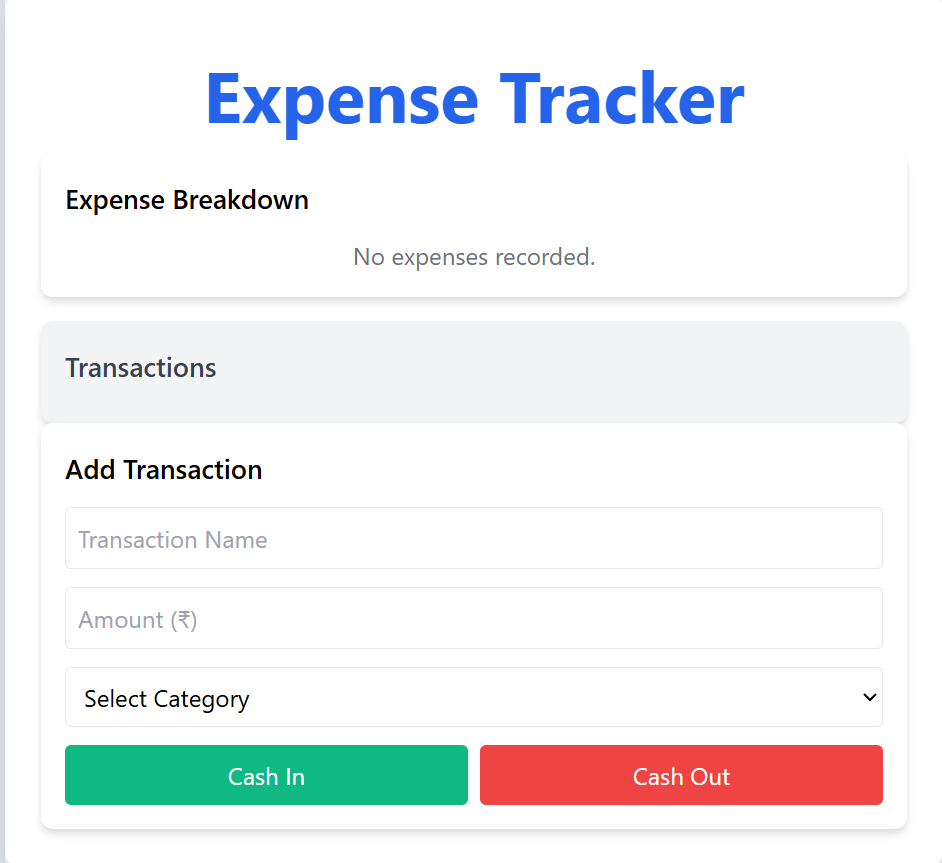 Expense Tracker
Expense Breakdown
No expenses recorded.
Transactions
Add Transaction
Transaction Name
Amount (₹)
Select Category
Cash In Cash Out